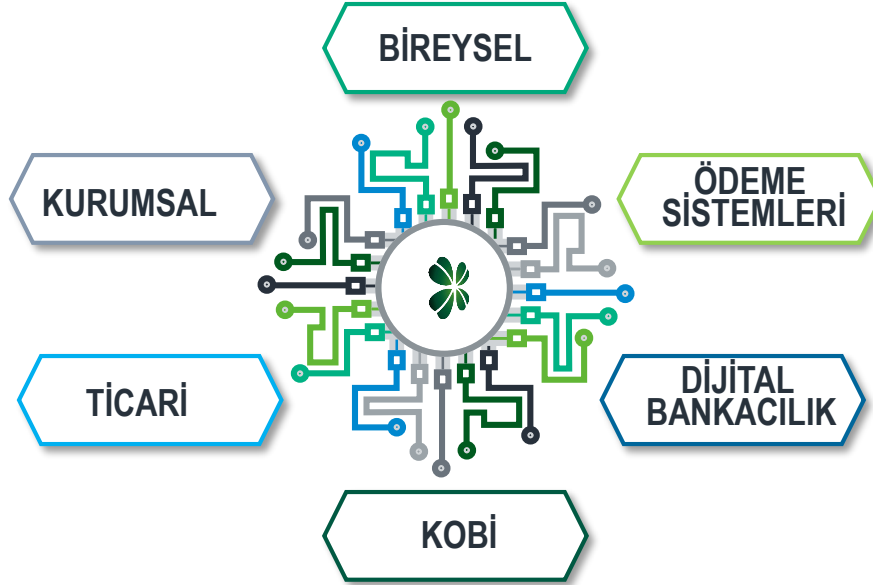 BİREYSEL
KURUMSAL
ÖDEME
SİSTEMLERİ
TİCARİ
DİJİTAL
BANKACILIK
KOBİ